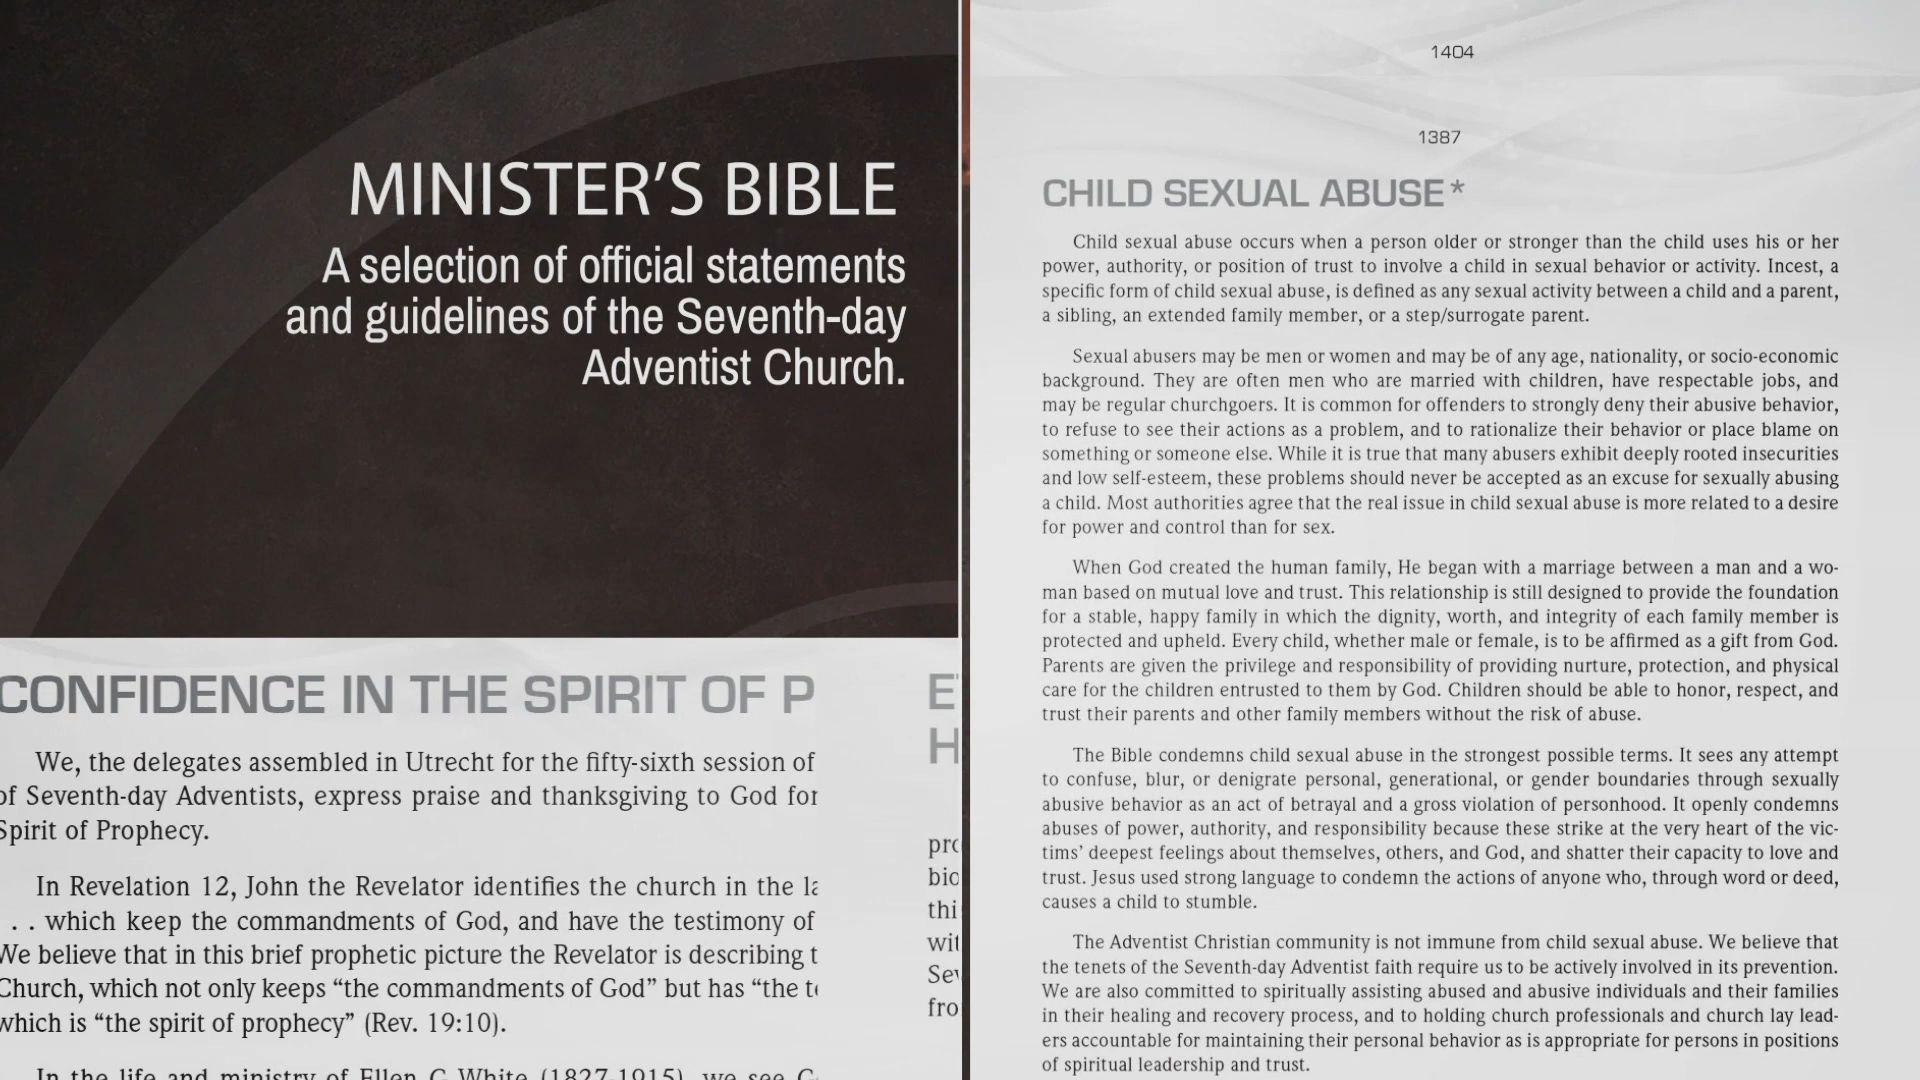 MINISTER'S BIBLE
A selection of official statements
and guidelines of the Seventh-day
Adventist Church.
CONFIDENCE IN THE SPIRIT OF P
We, the delegates assembled in Utrecht for the fifty-sixth session of
of Seventh-day Adventists, express praise and thanksgiving to God for
Spirit of Prophecy.
In Revelation 12, John the Revelator identifies the church in the la
. . which keep the commandments of God, and have the testimony of
We believe that in this brief prophetic picture the Revelator is describing t
Church, which not only keeps “the commandments of God” but has “the te
which is “the spirit of prophecy” (Rev. 19:10).
In the life and ministry of Ellen G. White (1827-1915), we see G
E
H
pro
bio
thi
wit
Sev
fro
1404
1387
CHILD SEXUAL ABUSE*
Child sexual abuse occurs when a person older or stronger than the child uses his or her
power, authority, or position of trust to involve a child in sexual behavior or activity. Incest, a
specific form of child sexual abuse, is defined as any sexual activity between a child and a parent,
a sibling, an extended family member, or a step/surrogate parent.
Sexual abusers may be men or women and may be of any age, nationality, or socio-economic
background. They are often men who are married with children, have respectable jobs, and
may be regular churchgoers. It is common for offenders to strongly deny their abusive behavior,
to refuse to see their actions as a problem, and to rationalize their behavior or place blame on
something or someone else. While it is true that many abusers exhibit deeply rooted insecurities
and low self-esteem, these problems should never be accepted as an excuse for sexually abusing
a child. Most authorities agree that the real issue in child sexual abuse is more related to a desire
for power and control than for sex.
When God created the human family, He began with a marriage between a man and a wo-
man based on mutual love and trust. This relationship is still designed to provide the foundation
for a stable, happy family in which the dignity, worth, and integrity of each family member is
protected and upheld. Every child, whether male or female, is to be affirmed as a gift from God.
Parents are given the privilege and responsibility of providing nurture, protection, and physical
care for the children entrusted to them by God. Children should be able to honor, respect, and
trust their parents and other family members without the risk of abuse.
The Bible condemns child sexual abuse in the strongest possible terms. It sees any attempt
to confuse, blur, or denigrate personal, generational, or gender boundaries through sexually
abusive behavior as an act of betrayal and a gross violation of personhood. It openly condemns
abuses of power, authority, and responsibility because these strike at the very heart of the vic-
tims’ deepest feelings about themselves, others, and God, and shatter their capacity to love and
trust. Jesus used strong language to condemn the actions of anyone who, through word or deed,
causes a child to stumble.
The Adventist Christian community is not immune from child sexual abuse. We believe that
the tenets of the Seventh-day Adventist faith require us to be actively involved in its prevention.
We are also committed to spiritually assisting abused and abusive individuals and their families
in their healing and recovery process, and to holding church professionals and church lay lead-
ers accountable for maintaining their personal behavior as is appropriate for persons in positions
of spiritual leadership and trust.